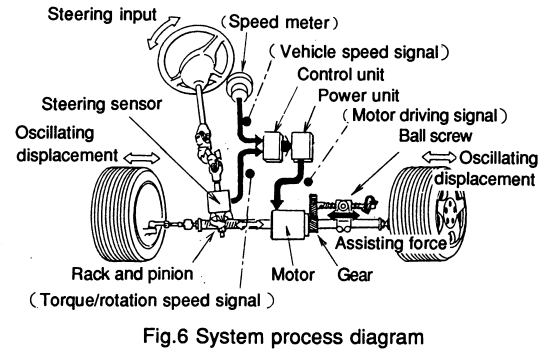 Steering input
(Speed meter)
(Vehicle speed signal)
Control unit
Power unit
Steering sensor
(Motor driving signal)
Ball screw
Oscillating
displacement
Oscillating
displacement
Assisting force
Rack and pinion
Motor
Gear
(Torque/rotation speed signal)
Fig.6 System process diagram